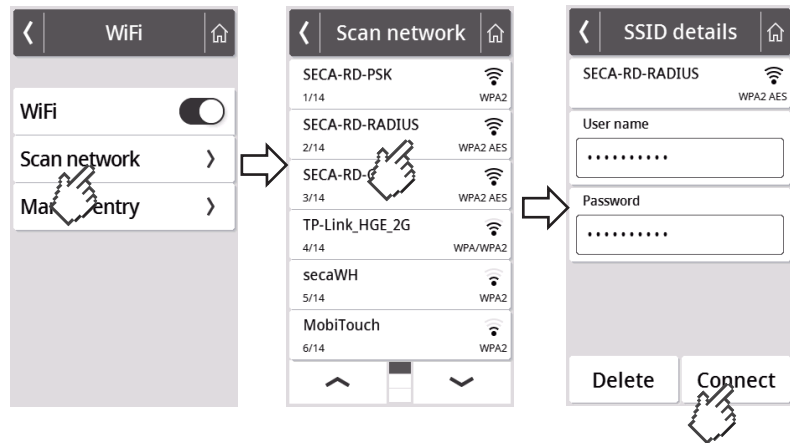 WiFi
WiFi
Scan network
Ma entry
Scan network
SECA-RD-PSK
1/14 WPA2
SECA-RD-RADIUS
2/14 WPA2 AES
SECA-RD-
3/14 WPA2 AES
TP-Link_HGE_2G
4/14 WPA/WPA2
secaWH
5/14 WPA2
MobiTouch
6/14 WPA2
SSID details
SECA-RD-RADIUS
WPA2 AES
User name
..........
Password
..........
Delete Connect